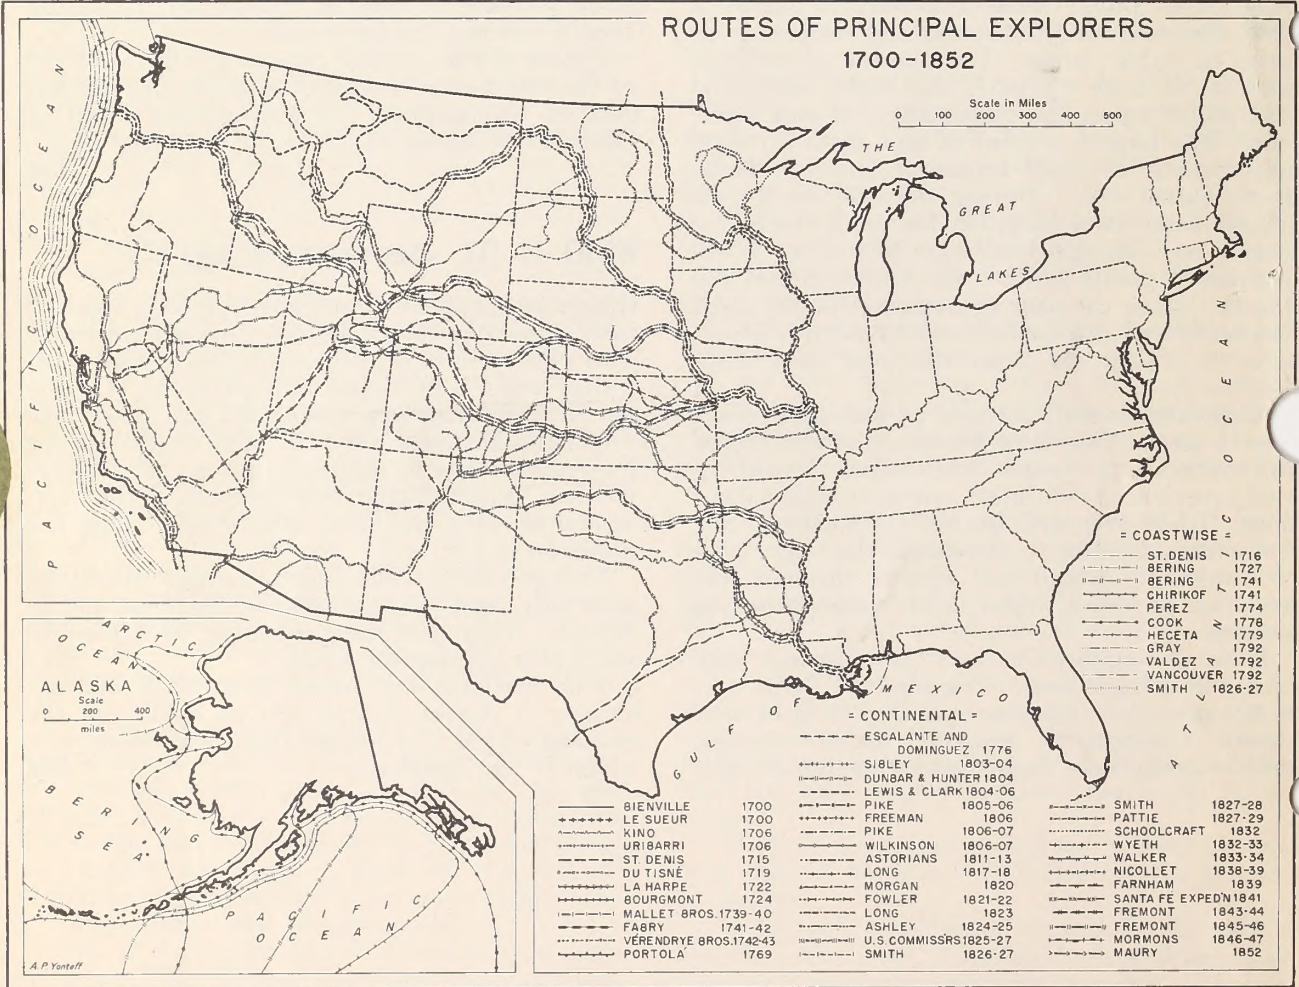 ROUTES OF PRINCIPAL EXPLORERS
1700-1852
Scale in Miles
0 100 200 300 400 500
PACIFIC OCEAN
THE
GREAT
LAKES
ATLANTIC OCEAN
GULF OF MEXICO
ARCTIC
OCEAN
ALASKA
Scale
0 200 400
miles
BERING
SEA
PACIFIC
OCEAN
A. P. Yontoff
= COASTWISE =
ST. DENIS 1716
BERING 1727
BERING 1741
CHIRIKOF 1741
PEREZ 1774
COOK 1778
HECETA 1779
GRAY 1792
VALDEZ 1792
VANCOUVER 1792
SMITH 1826-27
= CONTINENTAL =
BIENVILLE 1700
LE SUEUR 1700
KINO 1706
URIBARRI 1706
ST. DENIS 1715
DU TISNÉ 1719
LA HARPE 1722
BOURGMONT 1724
MALLET BROS. 1739-40
FABRY 1741-42
VÉRENDRYE BROS. 1742-43
PORTOLA 1769
ESCALANTE AND
DOMINGUEZ 1776
SIBLEY 1803-04
DUNBAR & HUNTER 1804
LEWIS & CLARK 1804-06
PIKE 1805-06
FREEMAN 1806
PIKE 1806-07
WILKINSON 1806-07
ASTORIANS 1811-13
LONG 1817-18
MORGAN 1820
FOWLER 1821-22
LONG 1823
ASHLEY 1824-25
U.S. COMMISS'RS 1825-27
SMITH 1826-27
SMITH 1827-28
PATTIE 1827-29
SCHOOLCRAFT 1832
WYETH 1832-33
WALKER 1833-34
NICOLLET 1838-39
FARNHAM 1839
SANTA FE EXPED'N 1841
FREMONT 1843-44
FREMONT 1845-46
MORMONS 1846-47
MAURY 1852